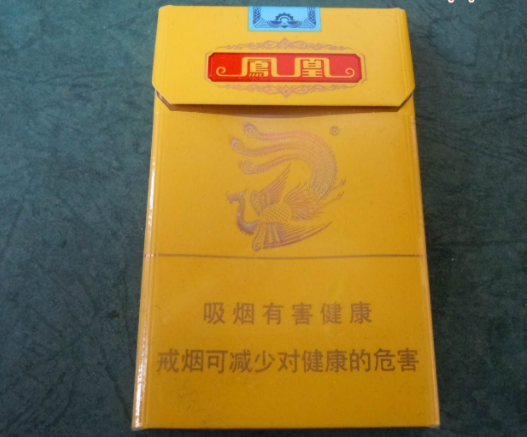 鳳凰
®
吸烟有害健康
戒烟可减少对健康的危害